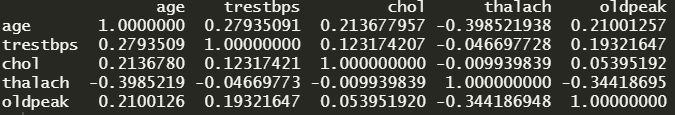 age trestbps chol thalach oldpeak
age 1.0000000 0.27935091 0.213677957 -0.398521938 0.21001257
trestbps 0.2793509 1.00000000 0.123174207 -0.046697728 0.19321647
chol 0.2136780 0.12317421 1.000000000 -0.009939839 0.05395192
thalach -0.3985219 -0.04669773 -0.009939839 1.000000000 -0.34418695
oldpeak 0.2100126 0.19321647 0.053951920 -0.344186948 1.00000000